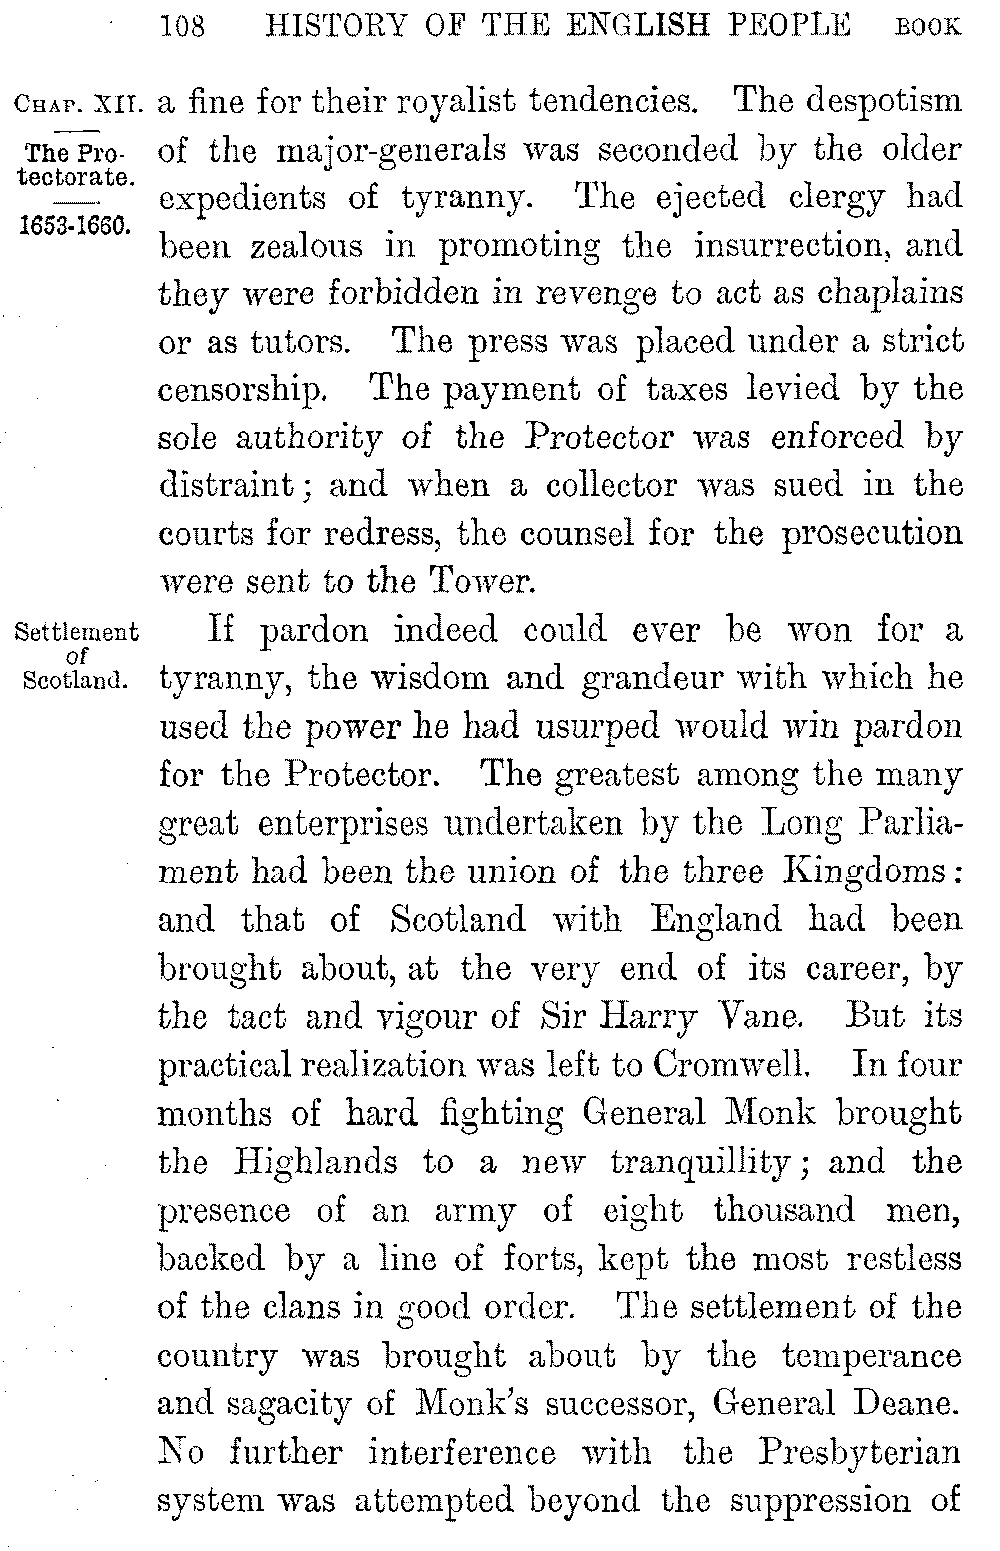 108 HISTORY OF THE ENGLISH PEOPLE BOOK
CHAP. XII.
The Pro-
tectorate.
1653-1660.
a fine for their royalist tendencies. The despotism
of the major-generals was seconded by the older
expedients of tyranny. The ejected clergy had
been zealous in promoting the insurrection, and
they were forbidden in revenge to act as chaplains
or as tutors. The press was placed under a strict
censorship. The payment of taxes levied by the
sole authority of the Protector was enforced by
distraint; and when a collector was sued in the
courts for redress, the counsel for the prosecution
were sent to the Tower.
Settlement
of
Scotland.
If pardon indeed could ever be won for a
tyranny, the wisdom and grandeur with which he
used the power he had usurped would win pardon
for the Protector. The greatest among the many
great enterprises undertaken by the Long Parlia-
ment had been the union of the three Kingdoms:
and that of Scotland with England had been
brought about, at the very end of its career, by
the tact and vigour of Sir Harry Vane. But its
practical realization was left to Cromwell. In four
months of hard fighting General Monk brought
the Highlands to a new tranquillity; and the
presence of an army of eight thousand men,
backed by a line of forts, kept the most restless
of the clans in good order. The settlement of the
country was brought about by the temperance
and sagacity of Monk's successor, General Deane.
No further interference with the Presbyterian
system was attempted beyond the suppression of